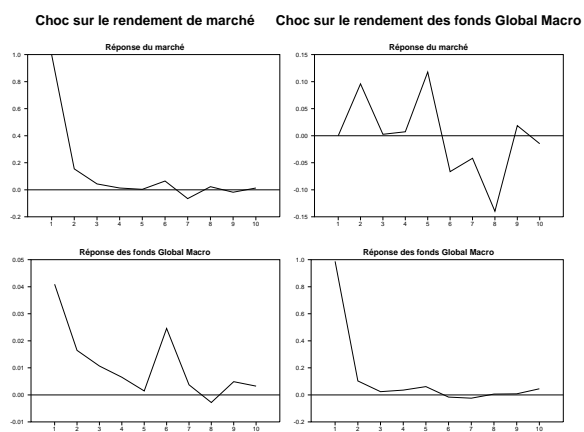 Choc sur le rendement de marché
Choc sur le rendement des fonds Global Macro
Réponse du marché
1.0
0.8
0.6
0.4
0.2
0.0
-0.2
1 2 3 4 5 6 7 8 9 10
Réponse du marché
0.15
0.10
0.05
0.00
-0.05
-0.10
-0.15
1 2 3 4 5 6 7 8 9 10
Réponse des fonds Global Macro
0.05
0.04
0.03
0.02
0.01
0.00
-0.01
1 2 3 4 5 6 7 8 9 10
Réponse des fonds Global Macro
1.0
0.8
0.6
0.4
0.2
0.0
-0.2
1 2 3 4 5 6 7 8 9 10